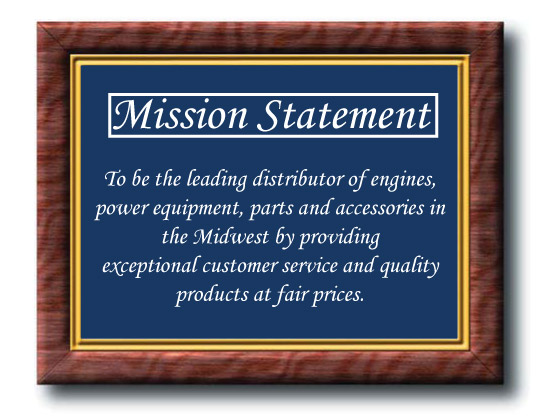 Mission Statement
To be the leading distributor of engines,
power equipment, parts and accessories in
the Midwest by providing
exceptional customer service and quality
products at fair prices.